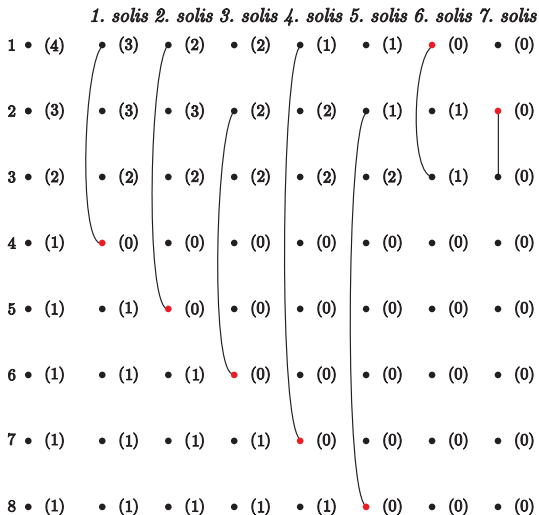 1. solis 2. solis 3. solis 4. solis 5. solis 6. solis 7. solis
1 (4) (3) (2) (2) (1) (1) (0) (0)
2 (3) (3) (3) (2) (2) (1) (1) (0)
3 (2) (2) (2) (2) (2) (2) (1) (0)
4 (1) (0) (0) (0) (0) (0) (0) (0)
5 (1) (1) (0) (0) (0) (0) (0) (0)
6 (1) (1) (1) (0) (0) (0) (0) (0)
7 (1) (1) (1) (1) (0) (0) (0) (0)
8 (1) (1) (1) (1) (1) (0) (0) (0)